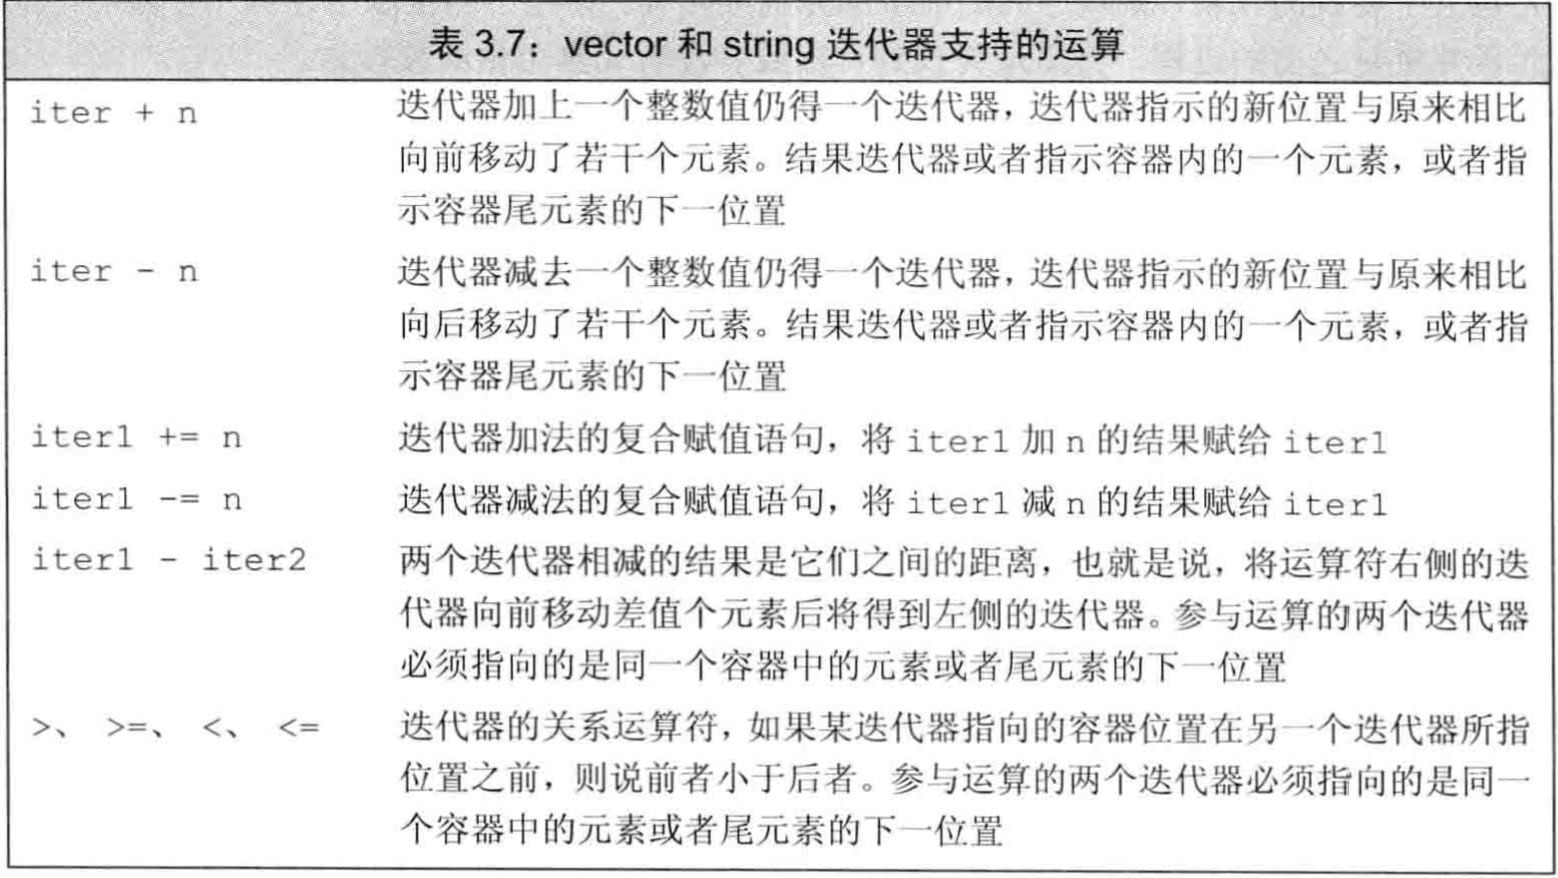 表 3.7：vector 和 string 迭代器支持的运算
iter + n 迭代器加上一个整数值仍得一个迭代器，迭代器指示的新位置与原来相比
向前移动了若干个元素。结果迭代器或者指示容器内的一个元素，或者指
示容器尾元素的下一位置
iter - n 迭代器减去一个整数值仍得一个迭代器，迭代器指示的新位置与原来相比
向后移动了若干个元素。结果迭代器或者指示容器内的一个元素，或者指
示容器尾元素的下一位置
iter1 += n 迭代器加法的复合赋值语句，将 iter1 加 n 的结果赋给 iter1
iter1 -= n 迭代器减法的复合赋值语句，将 iter1 减 n 的结果赋给 iter1
iter1 - iter2 两个迭代器相减的结果是它们之间的距离，也就是说，将运算符右侧的迭
代器向前移动差值个元素后将得到左侧的迭代器。参与运算的两个迭代器
必须指向的是同一个容器中的元素或者尾元素的下一位置
>、 >=、 <、 <= 迭代器的关系运算符，如果某迭代器指向的容器位置在另一个迭代器所指
位置之前，则说前者小于后者。参与运算的两个迭代器必须指向的是同一
个容器中的元素或者尾元素的下一位置